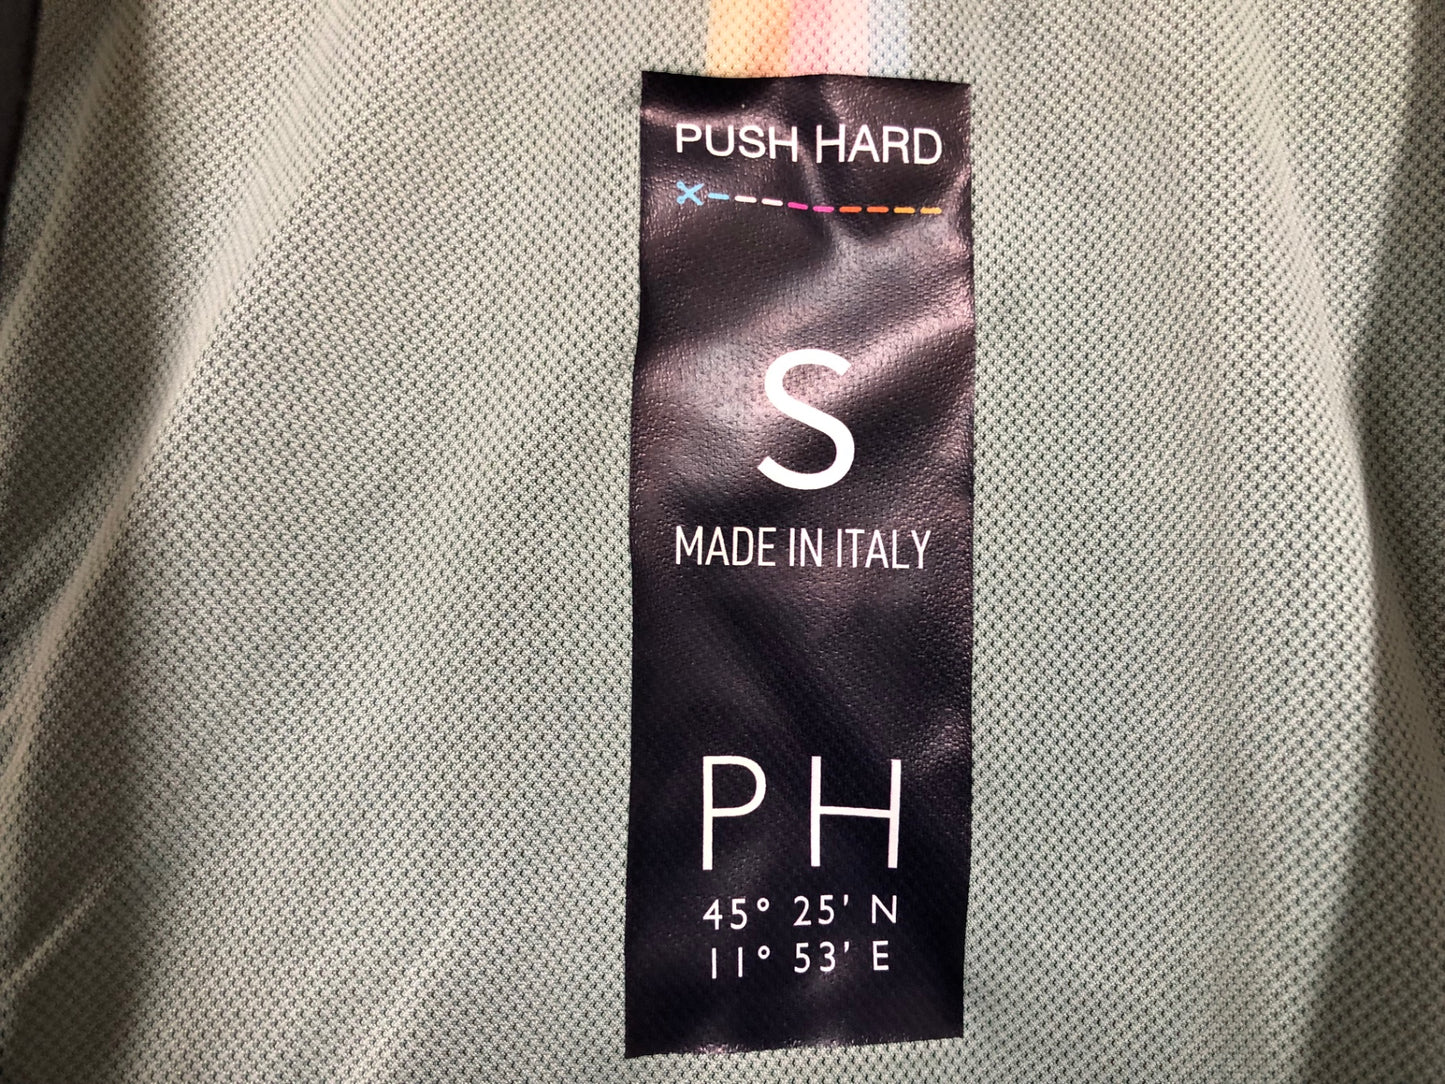 PUSH HARD
S
MADE IN ITALY
PH
45° 25' N
11° 53' E